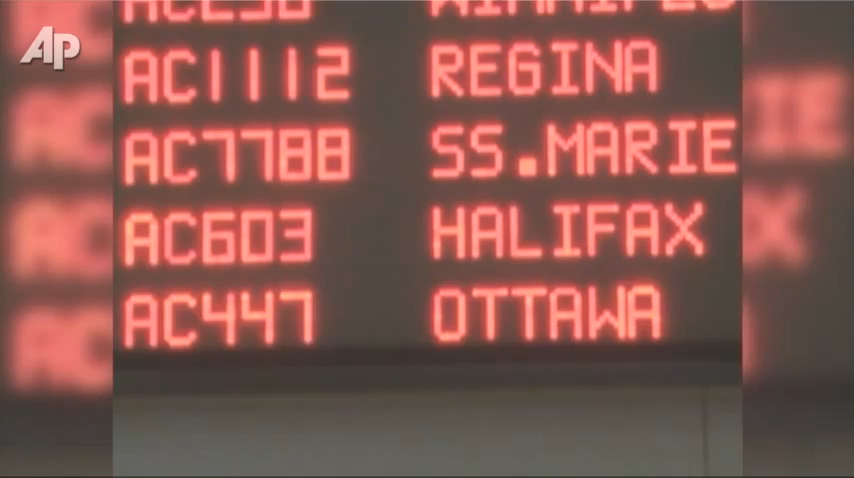 AP
AC1112 REGINA
AC7788 SS.MARIE
AC603 HALIFAX
AC447 OTTAWA